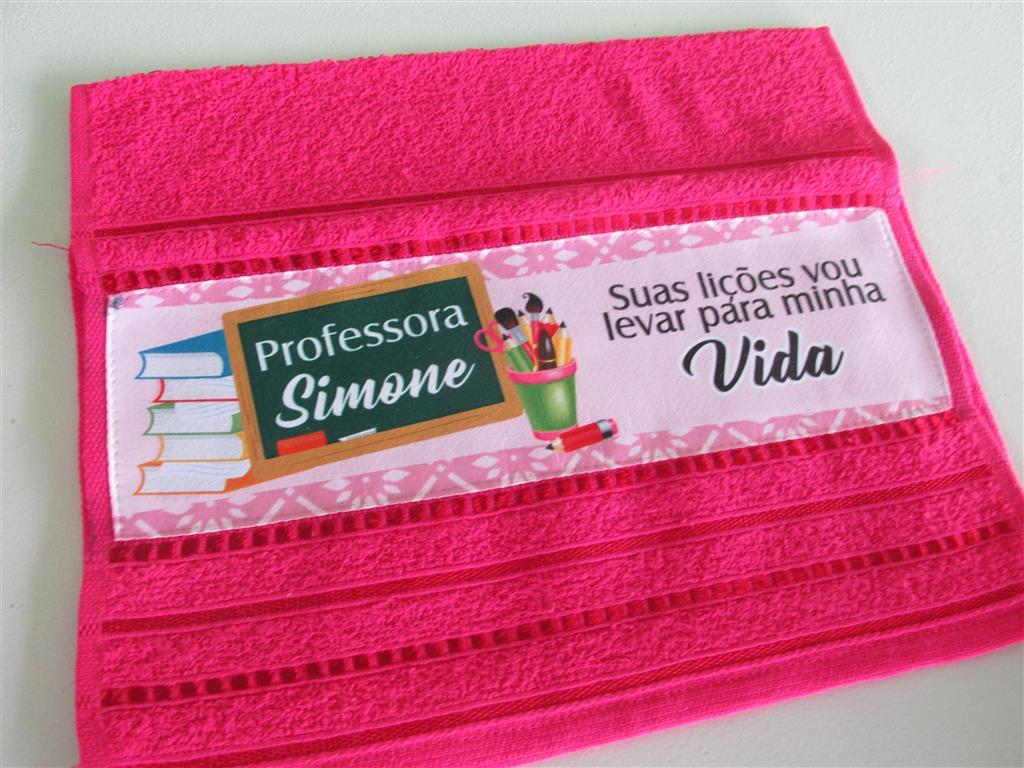 Professora
Simone
Suas lições vou
levar para minha
Vida